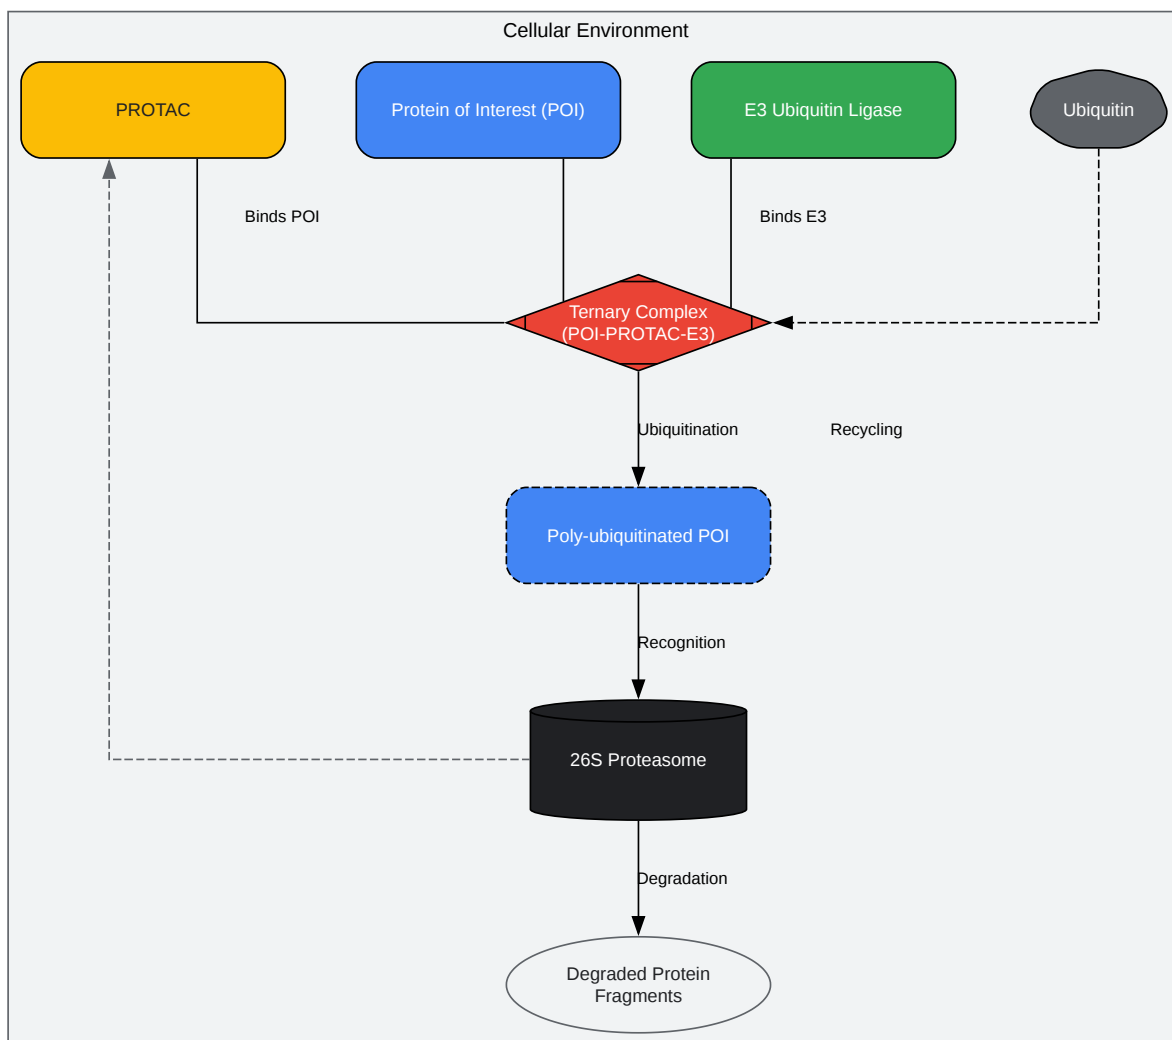 Cellular Environment
PROTAC
Protein of Interest (POI)
E3 Ubiquitin Ligase
Ubiquitin
Binds POI
Binds E3
Ternary Complex
(POI-PROTAC-E3)
Ubiquitination
Recycling
Poly-ubiquitinated POI
Recognition
26S Proteasome
Degradation
Degraded Protein
Fragments